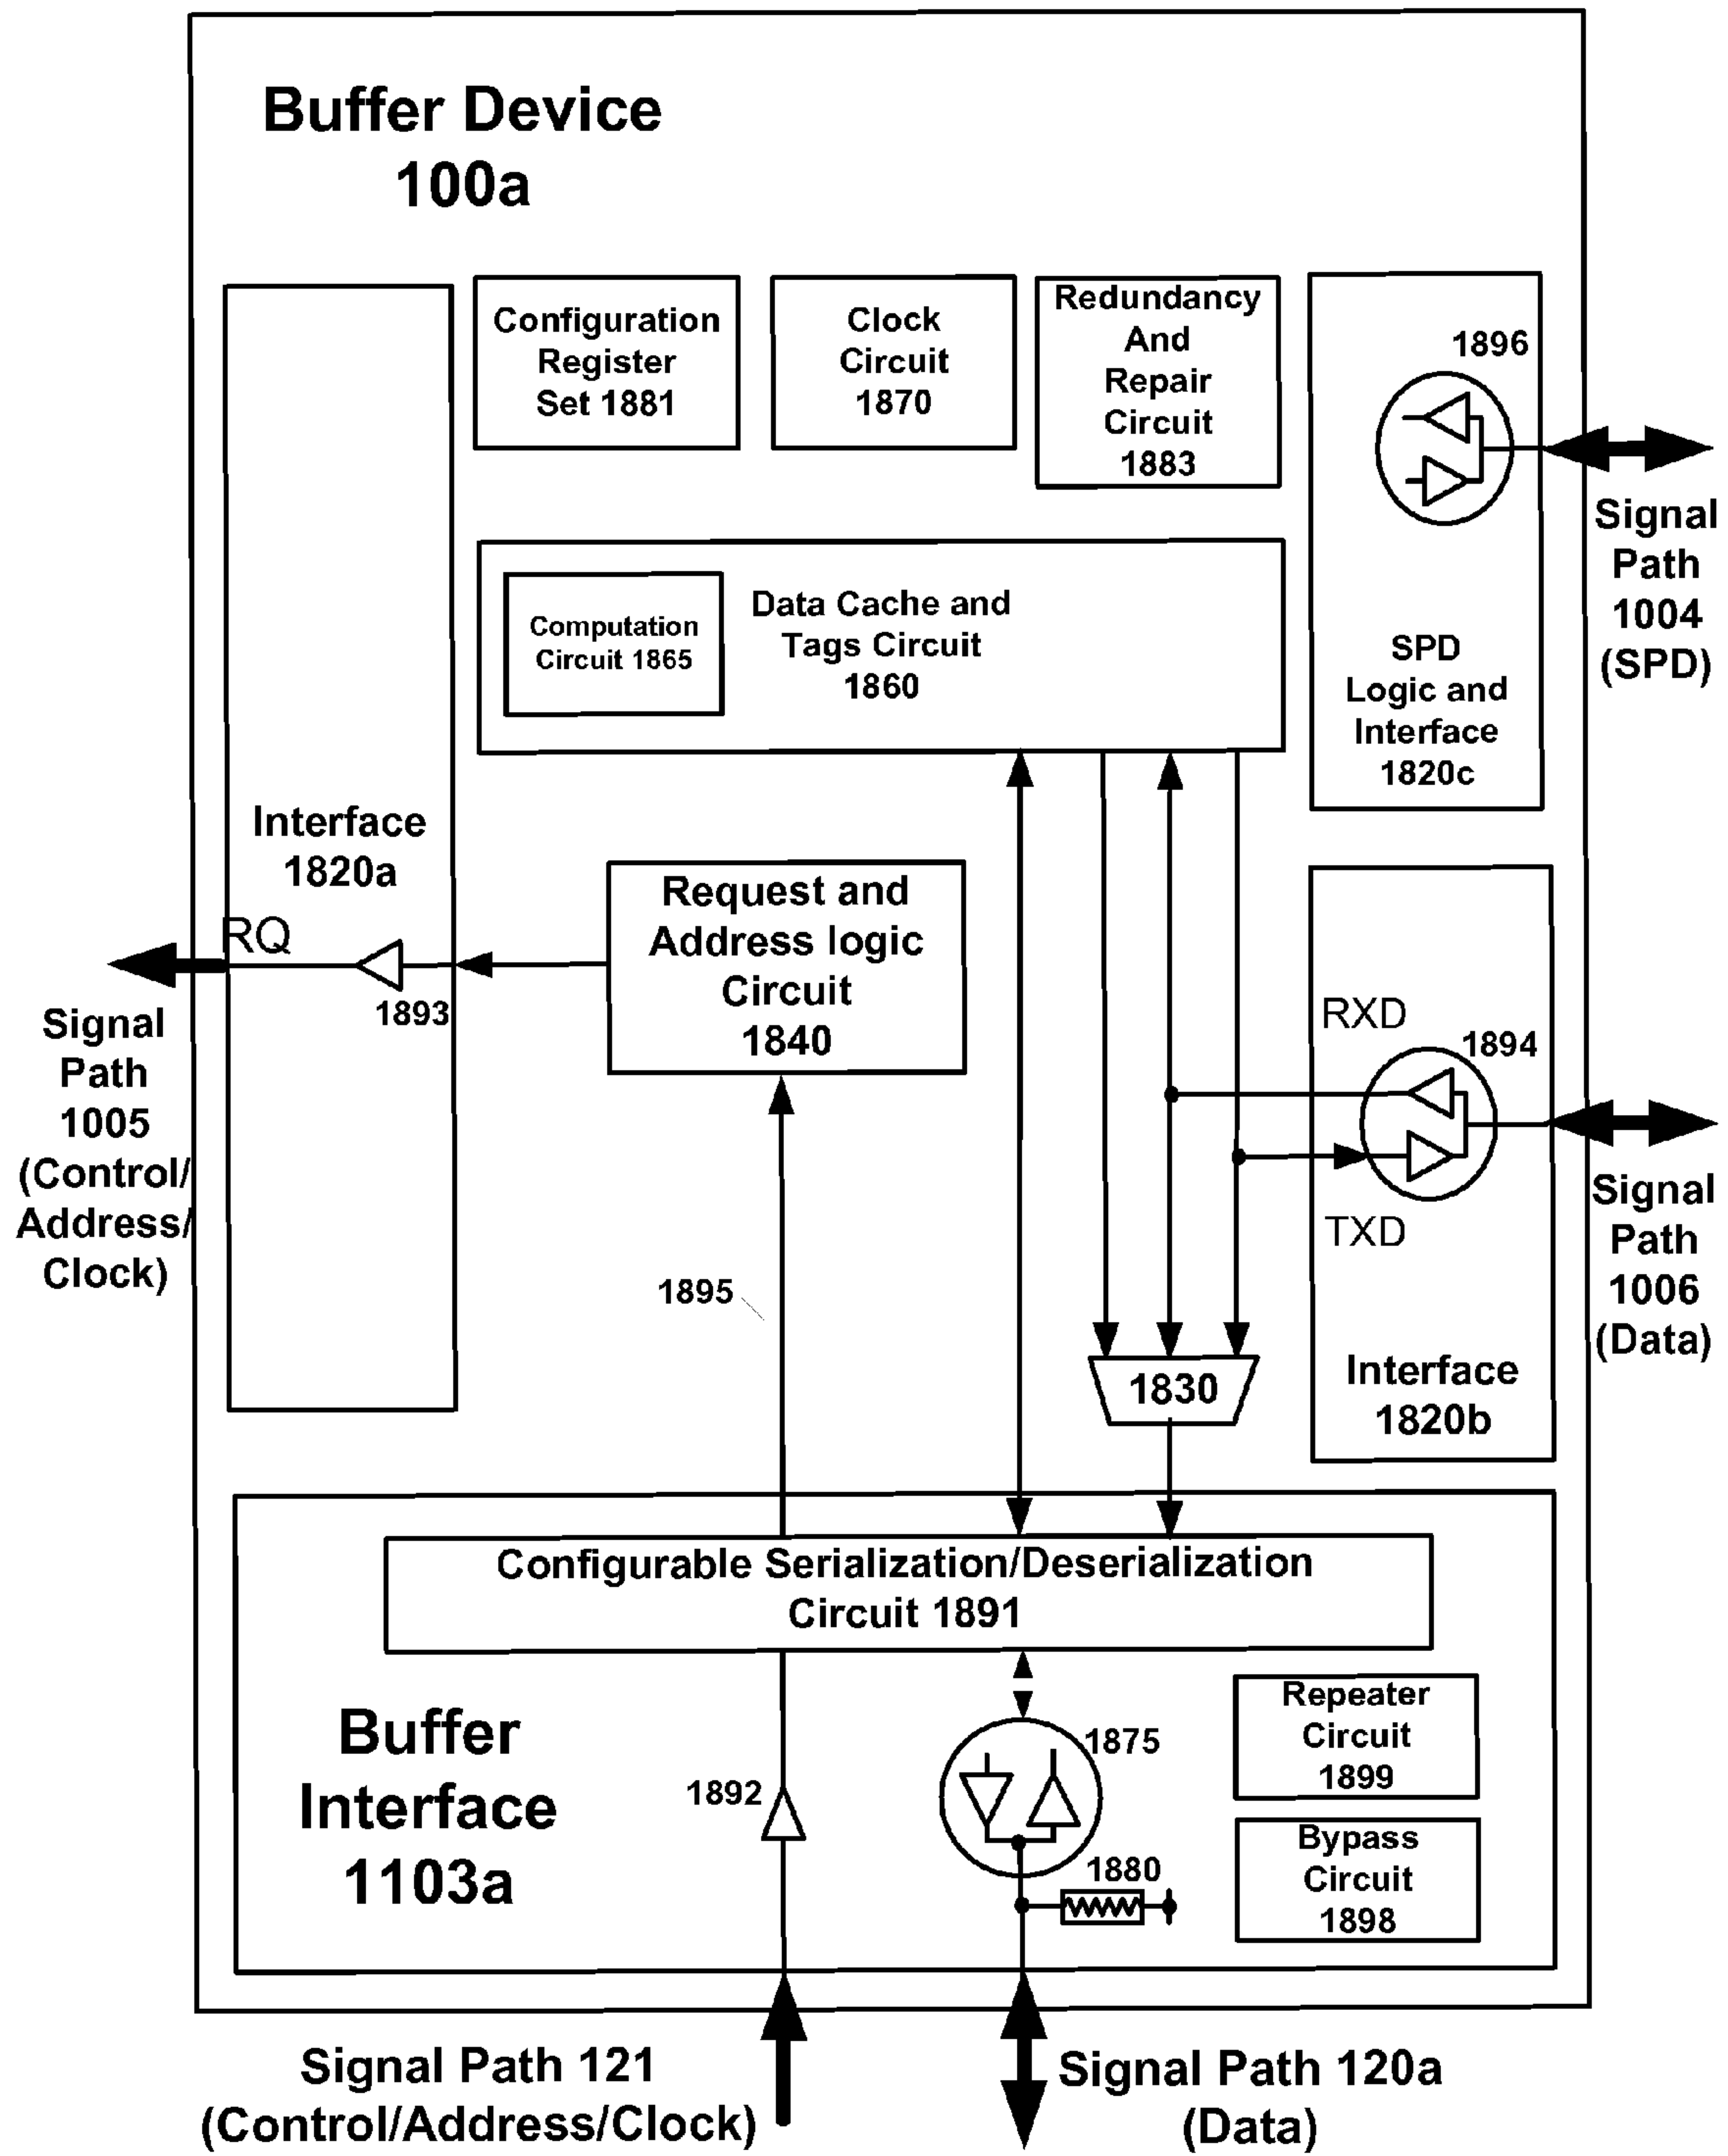 Buffer Device
100a
Configuration
Register
Set 1881
Clock
Circuit
1870
Redundancy
And
Repair
Circuit
1883
1896
SPD
Logic and
Interface
1820c
Signal
Path
1004
(SPD)
Computation
Circuit 1865
Data Cache and
Tags Circuit
1860
Interface
1820a
RQ
1893
Signal
Path
1005
(Control/
Address/
Clock)
Request and
Address logic
Circuit
1840
RXD
1894
TXD
Interface
1820b
Signal
Path
1006
(Data)
1895
1830
Configurable Serialization/Deserialization
Circuit 1891
Buffer
Interface
1103a
1892
1875
1880
Repeater
Circuit
1899
Bypass
Circuit
1898
Signal Path 121
(Control/Address/Clock)
Signal Path 120a
(Data)